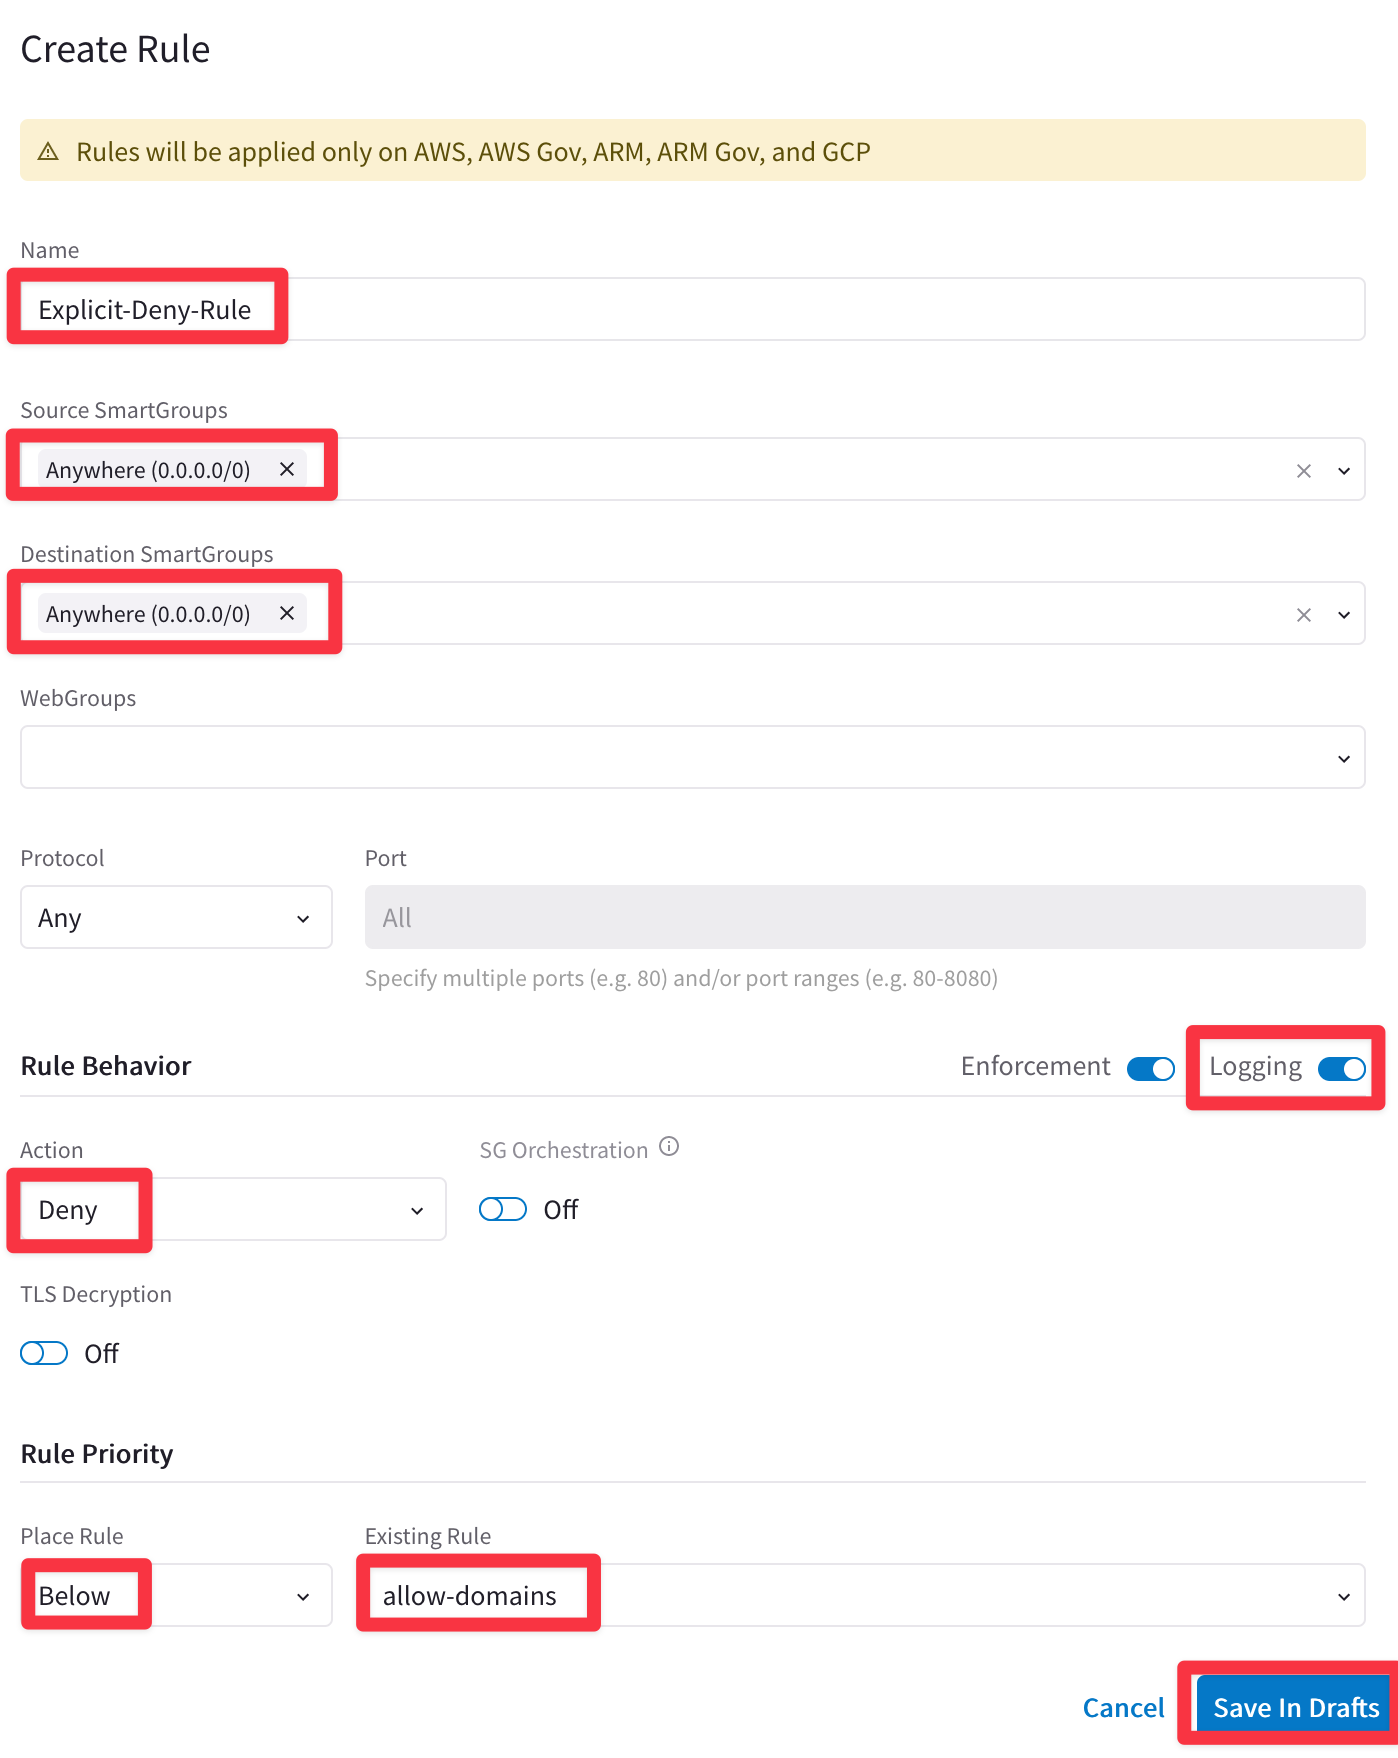 Create Rule
Rules will be applied only on AWS, AWS Gov, ARM, ARM Gov, and GCP
Name
Explicit-Deny-Rule
Source SmartGroups
Anywhere (0.0.0.0/0)
Destination SmartGroups
Anywhere (0.0.0.0/0)
WebGroups
Protocol
Port
Any
All
Specify multiple ports (e.g. 80) and/or port ranges (e.g. 80-8080)
Rule Behavior
Enforcement
Logging
Action
SG Orchestration
Deny
Off
TLS Decryption
Off
Rule Priority
Place Rule
Existing Rule
Below
allow-domains
Cancel
Save In Drafts